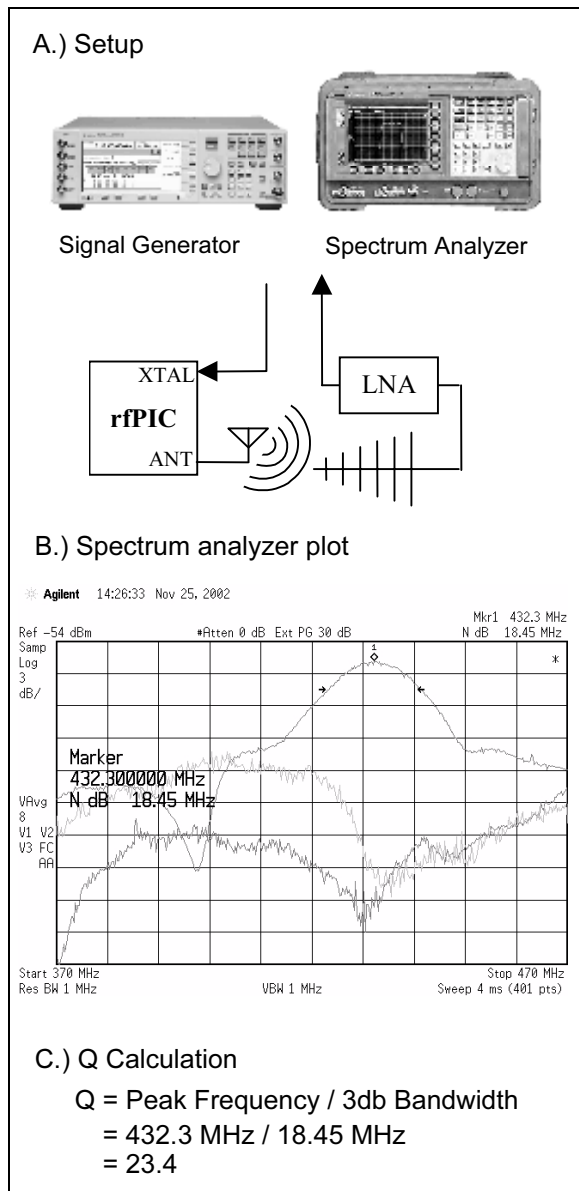 A.) Setup
Signal Generator
Spectrum Analyzer
XTAL
rfPIC
ANT
LNA
B.) Spectrum analyzer plot
Agilent 14:26:33 Nov 25, 2002
Mkr1 432.3 MHz
Ref -54 dBm #Atten 0 dB Ext PG 30 dB N dB 18.45 MHz
Samp
Log
3
dB/
1
*
Marker
432.300000 MHz
N dB 18.45 MHz
VAvg
8
V1 V2
V3 FC
AA
Start 370 MHz Stop 470 MHz
Res BW 1 MHz VBW 1 MHz Sweep 4 ms (401 pts)
C.) Q Calculation
Q = Peak Frequency / 3db Bandwidth
= 432.3 MHz / 18.45 MHz
= 23.4